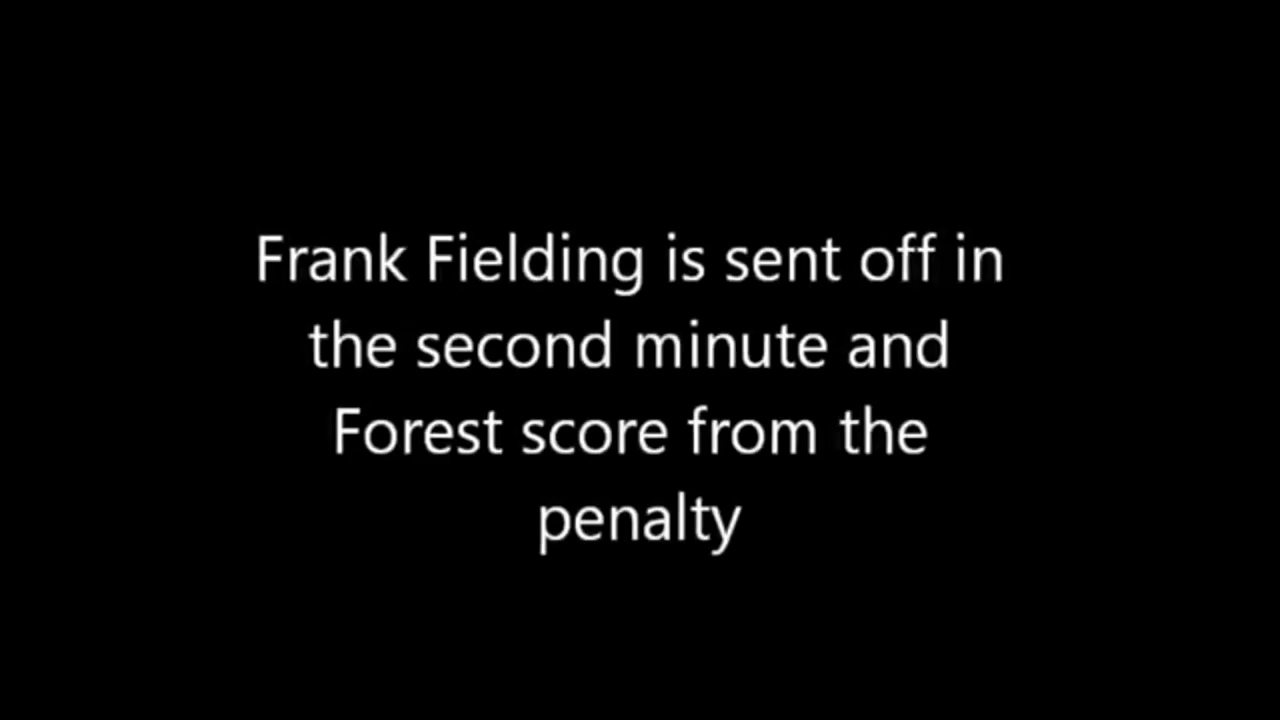 Frank Fielding is sent off in
the second minute and
Forest score from the
penalty